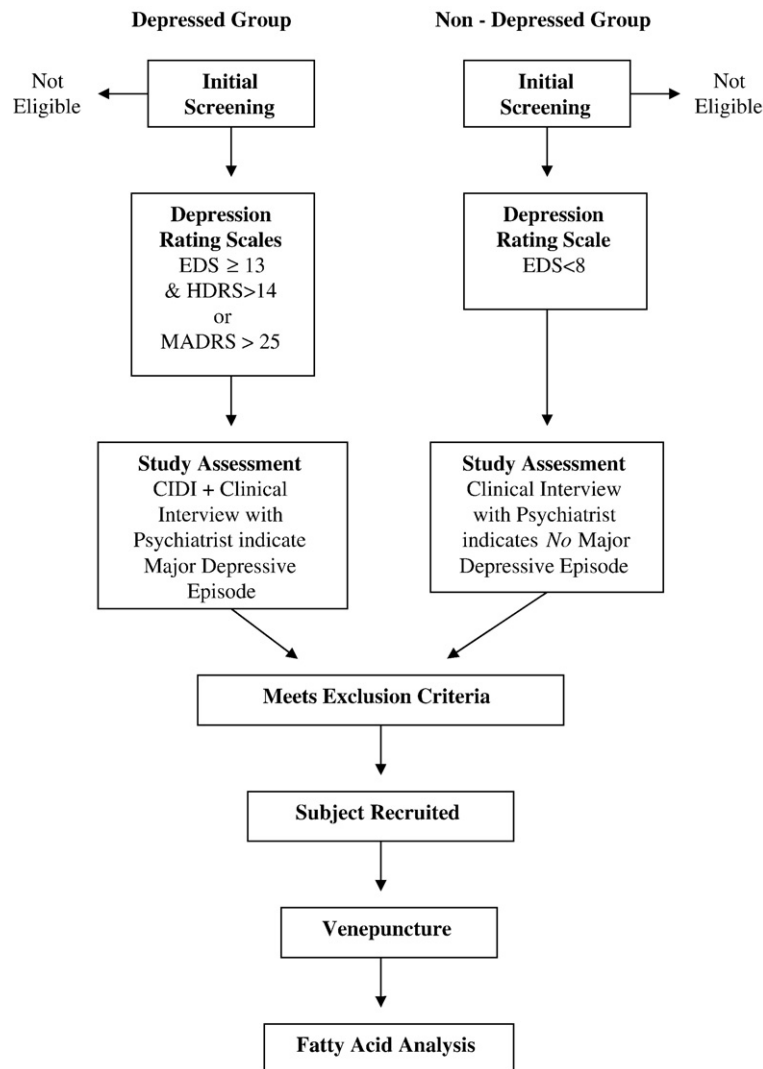 Depressed Group
Non - Depressed Group
Not
Eligible
Initial
Screening
Initial
Screening
Not
Eligible
Depression
Rating Scales
EDS ≥ 13
& HDRS>14
or
MADRS > 25
Depression
Rating Scale
EDS<8
Study Assessment
CIDI + Clinical
Interview with
Psychiatrist indicate
Major Depressive
Episode
Study Assessment
Clinical Interview
with Psychiatrist
indicates No Major
Depressive Episode
Meets Exclusion Criteria
Subject Recruited
Venepuncture
Fatty Acid Analysis